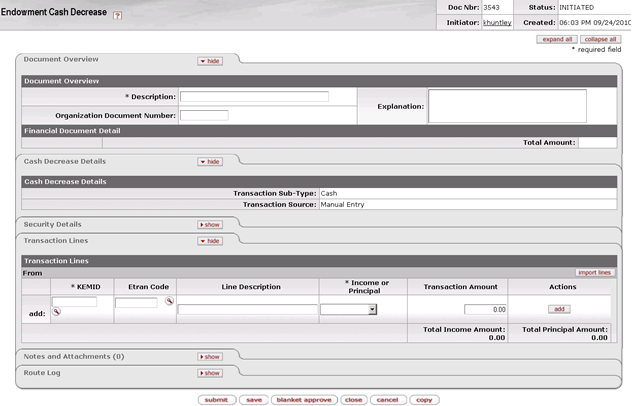 Endowment Cash Decrease ?
Doc Nbr: 3543 Status: INITIATED
Initiator: khuntley Created: 06:03 PM 09/24/2010
expand all collapse all
* required field
Document Overview hide
Document Overview
* Description: Explanation:
Organization Document Number:
Financial Document Detail
Total Amount:
Cash Decrease Details hide
Cash Decrease Details
Transaction Sub-Type: Cash
Transaction Source: Manual Entry
Security Details show
Transaction Lines hide
Transaction Lines
From import lines
* KEMID Etran Code Line Description * Income or Principal Transaction Amount Actions
add: 0.00 add
Total Income Amount: 0.00 Total Principal Amount: 0.00
Notes and Attachments (0) show
Route Log show
submit save blanket approve close cancel copy